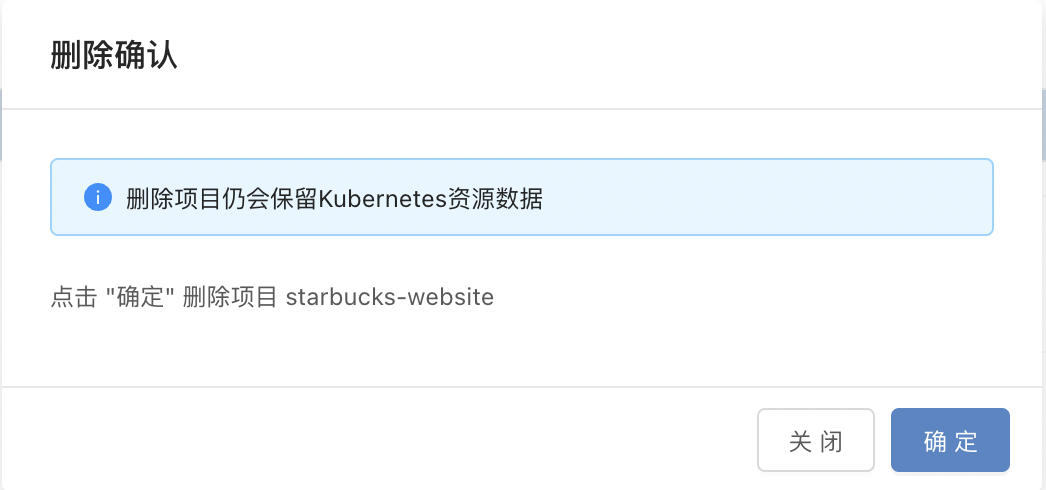 删除确认
删除项目仍会保留Kubernetes资源数据
点击 "确定" 删除项目 starbucks-website
关 闭
确 定